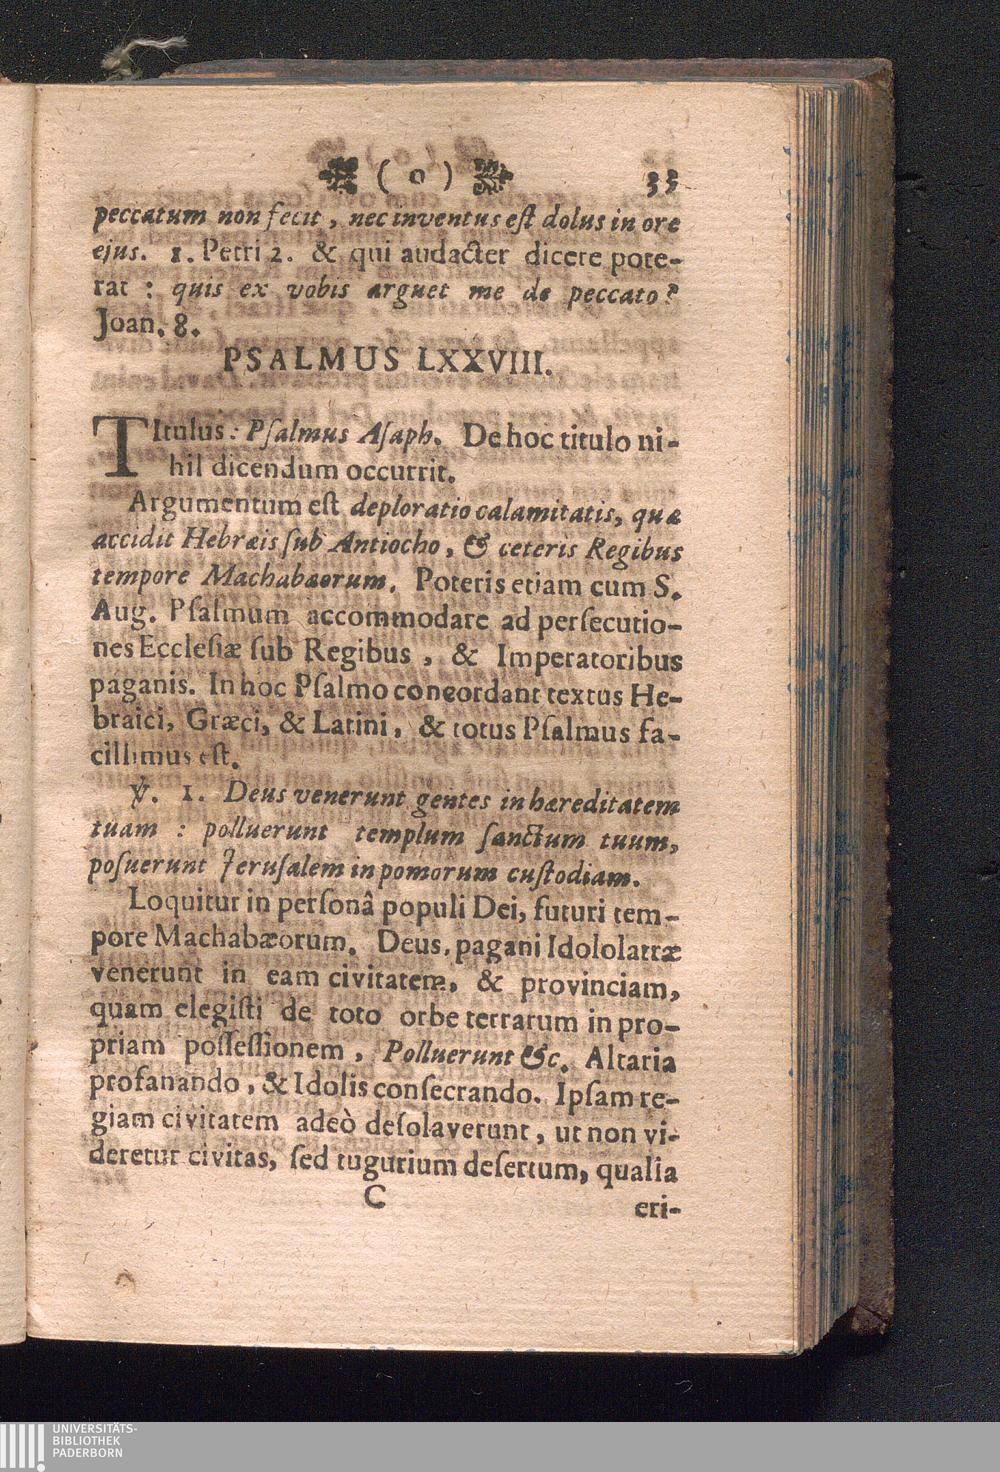 ( o ) 33
peccatum non fecit, nec inventus eſt dolus in ore
ejus. 1. Petri 2. & qui audacter dicere pote-
rat : quis ex vobis arguet me de peccato?
Joan. 8.
PSALMUS LXXVIII.
TItulus: Pſalmus Aſaph. De hoc titulo ni-
hil dicendum occurrit.
Argumentum eſt deploratio calamitatis, quæ
accidit Hebræis ſub Antiocho, & ceteris Regibus
tempore Machabæorum. Poteris etiam cum S.
Aug. Pſalmum accommodare ad perſecutio-
nes Eccleſiæ ſub Regibus, & Imperatoribus
paganis. In hoc Pſalmo concordant textus He-
braici, Græci, & Latini, & totus Pſalmus fa-
cillimus eſt.
℣. 1. Deus venerunt gentes in hæreditatem
tuam : polluerunt templum ſanctum tuum,
poſuerunt Jeruſalem in pomorum cuſtodiam.
Loquitur in perſonâ populi Dei, futuri tem-
pore Machabæorum. Deus, pagani Idololatræ
venerunt in eam civitatem, & provinciam,
quam elegiſti de toto orbe terrarum in pro-
priam poſſeſſionem, Polluerunt &c. Altaria
profanando, & Idolis conſecrando. Ipſam re-
giam civitatem adeò deſolaverunt, ut non vi-
deretur civitas, ſed tugurium deſertum, qualia
C
eri-
UNIVERSITÄTS-
BIBLIOTHEK
PADERBORN